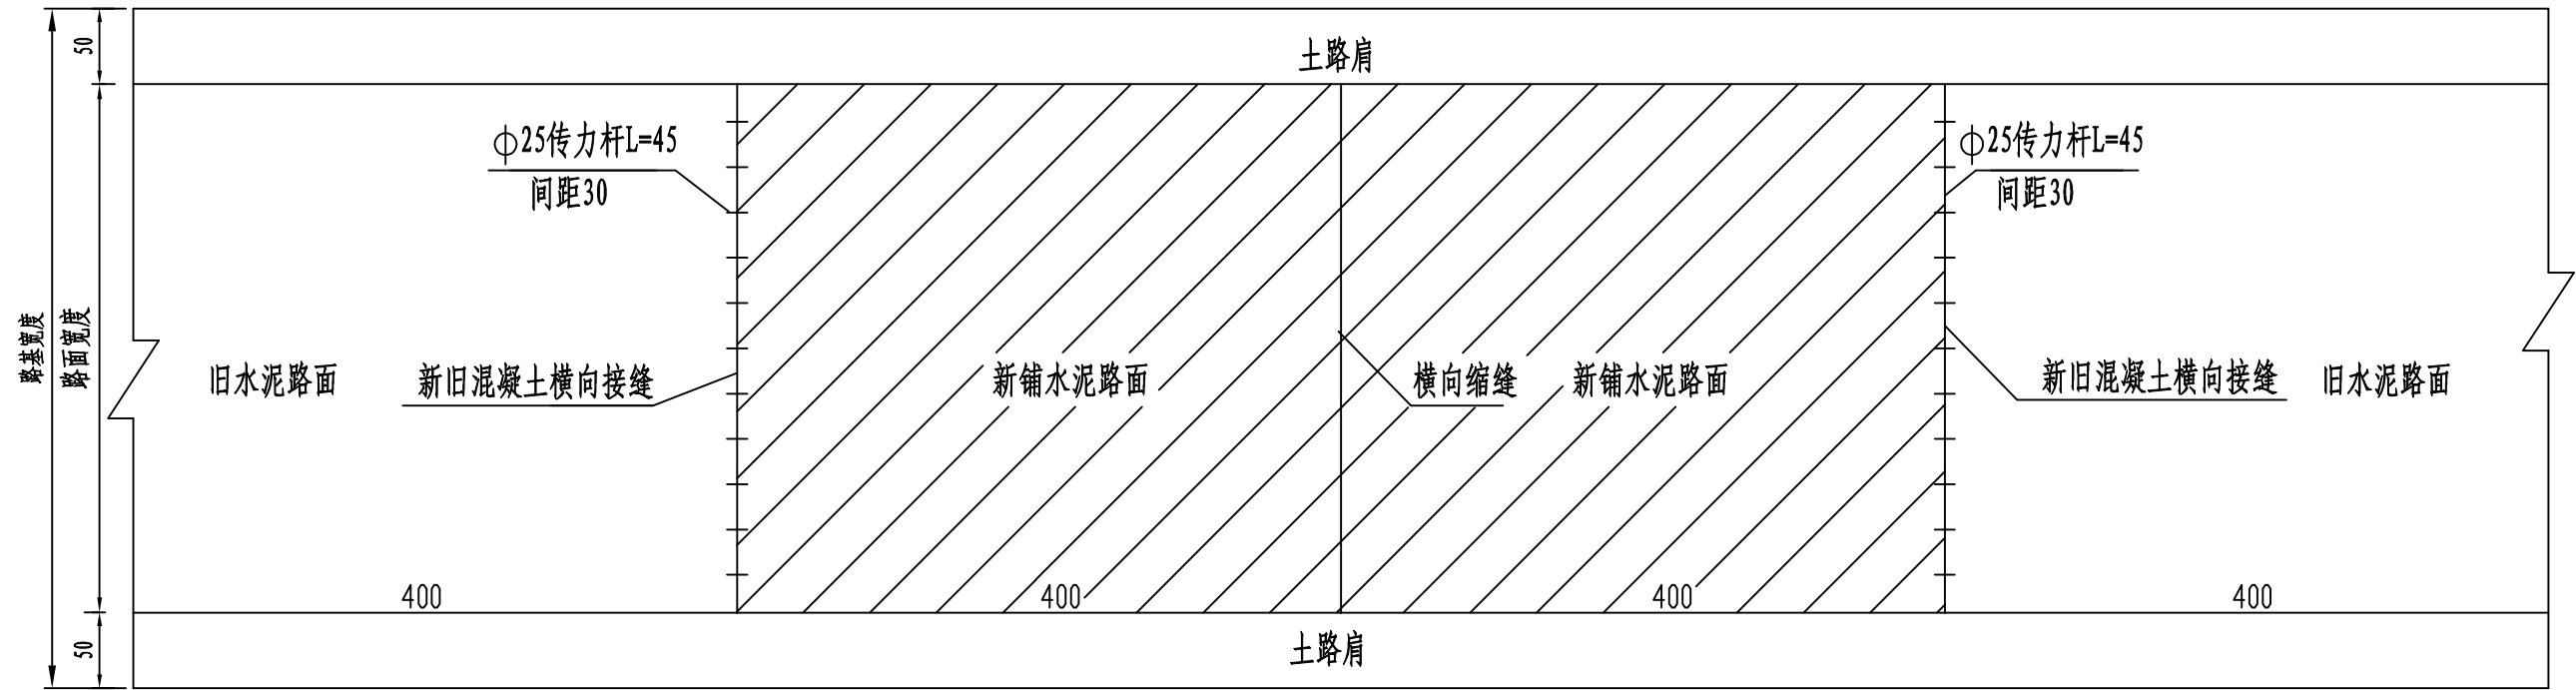 50
土路肩
ϕ25传力杆L=45
间距30
ϕ25传力杆L=45
间距30
路基宽度
路面宽度
旧水泥路面
新旧混凝土横向接缝
新铺水泥路面
横向缩缝
新铺水泥路面
新旧混凝土横向接缝
旧水泥路面
400
400
400
400
50
土路肩